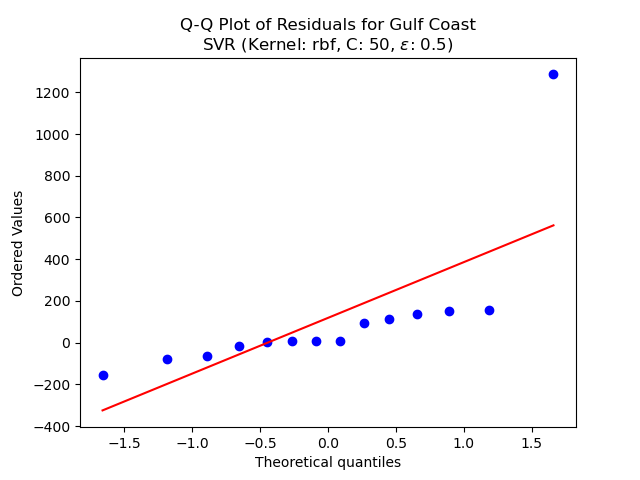 Q-Q Plot of Residuals for Gulf Coast
SVR (Kernel: rbf, C: 50, ε: 0.5)
Ordered Values
1200
1000
800
600
400
200
0
−200
−400
−1.5 −1.0 −0.5 0.0 0.5 1.0 1.5
Theoretical quantiles